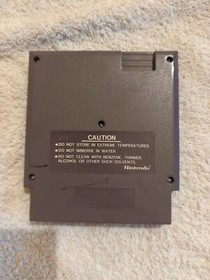 CAUTION
•DO NOT STORE IN EXTREME TEMPERATURES.
•DO NOT IMMERSE IN WATER.
•DO NOT CLEAN WITH BENZENE, THINNER,
ALCOHOL OR OTHER SUCH SOLVENTS.
Nintendo